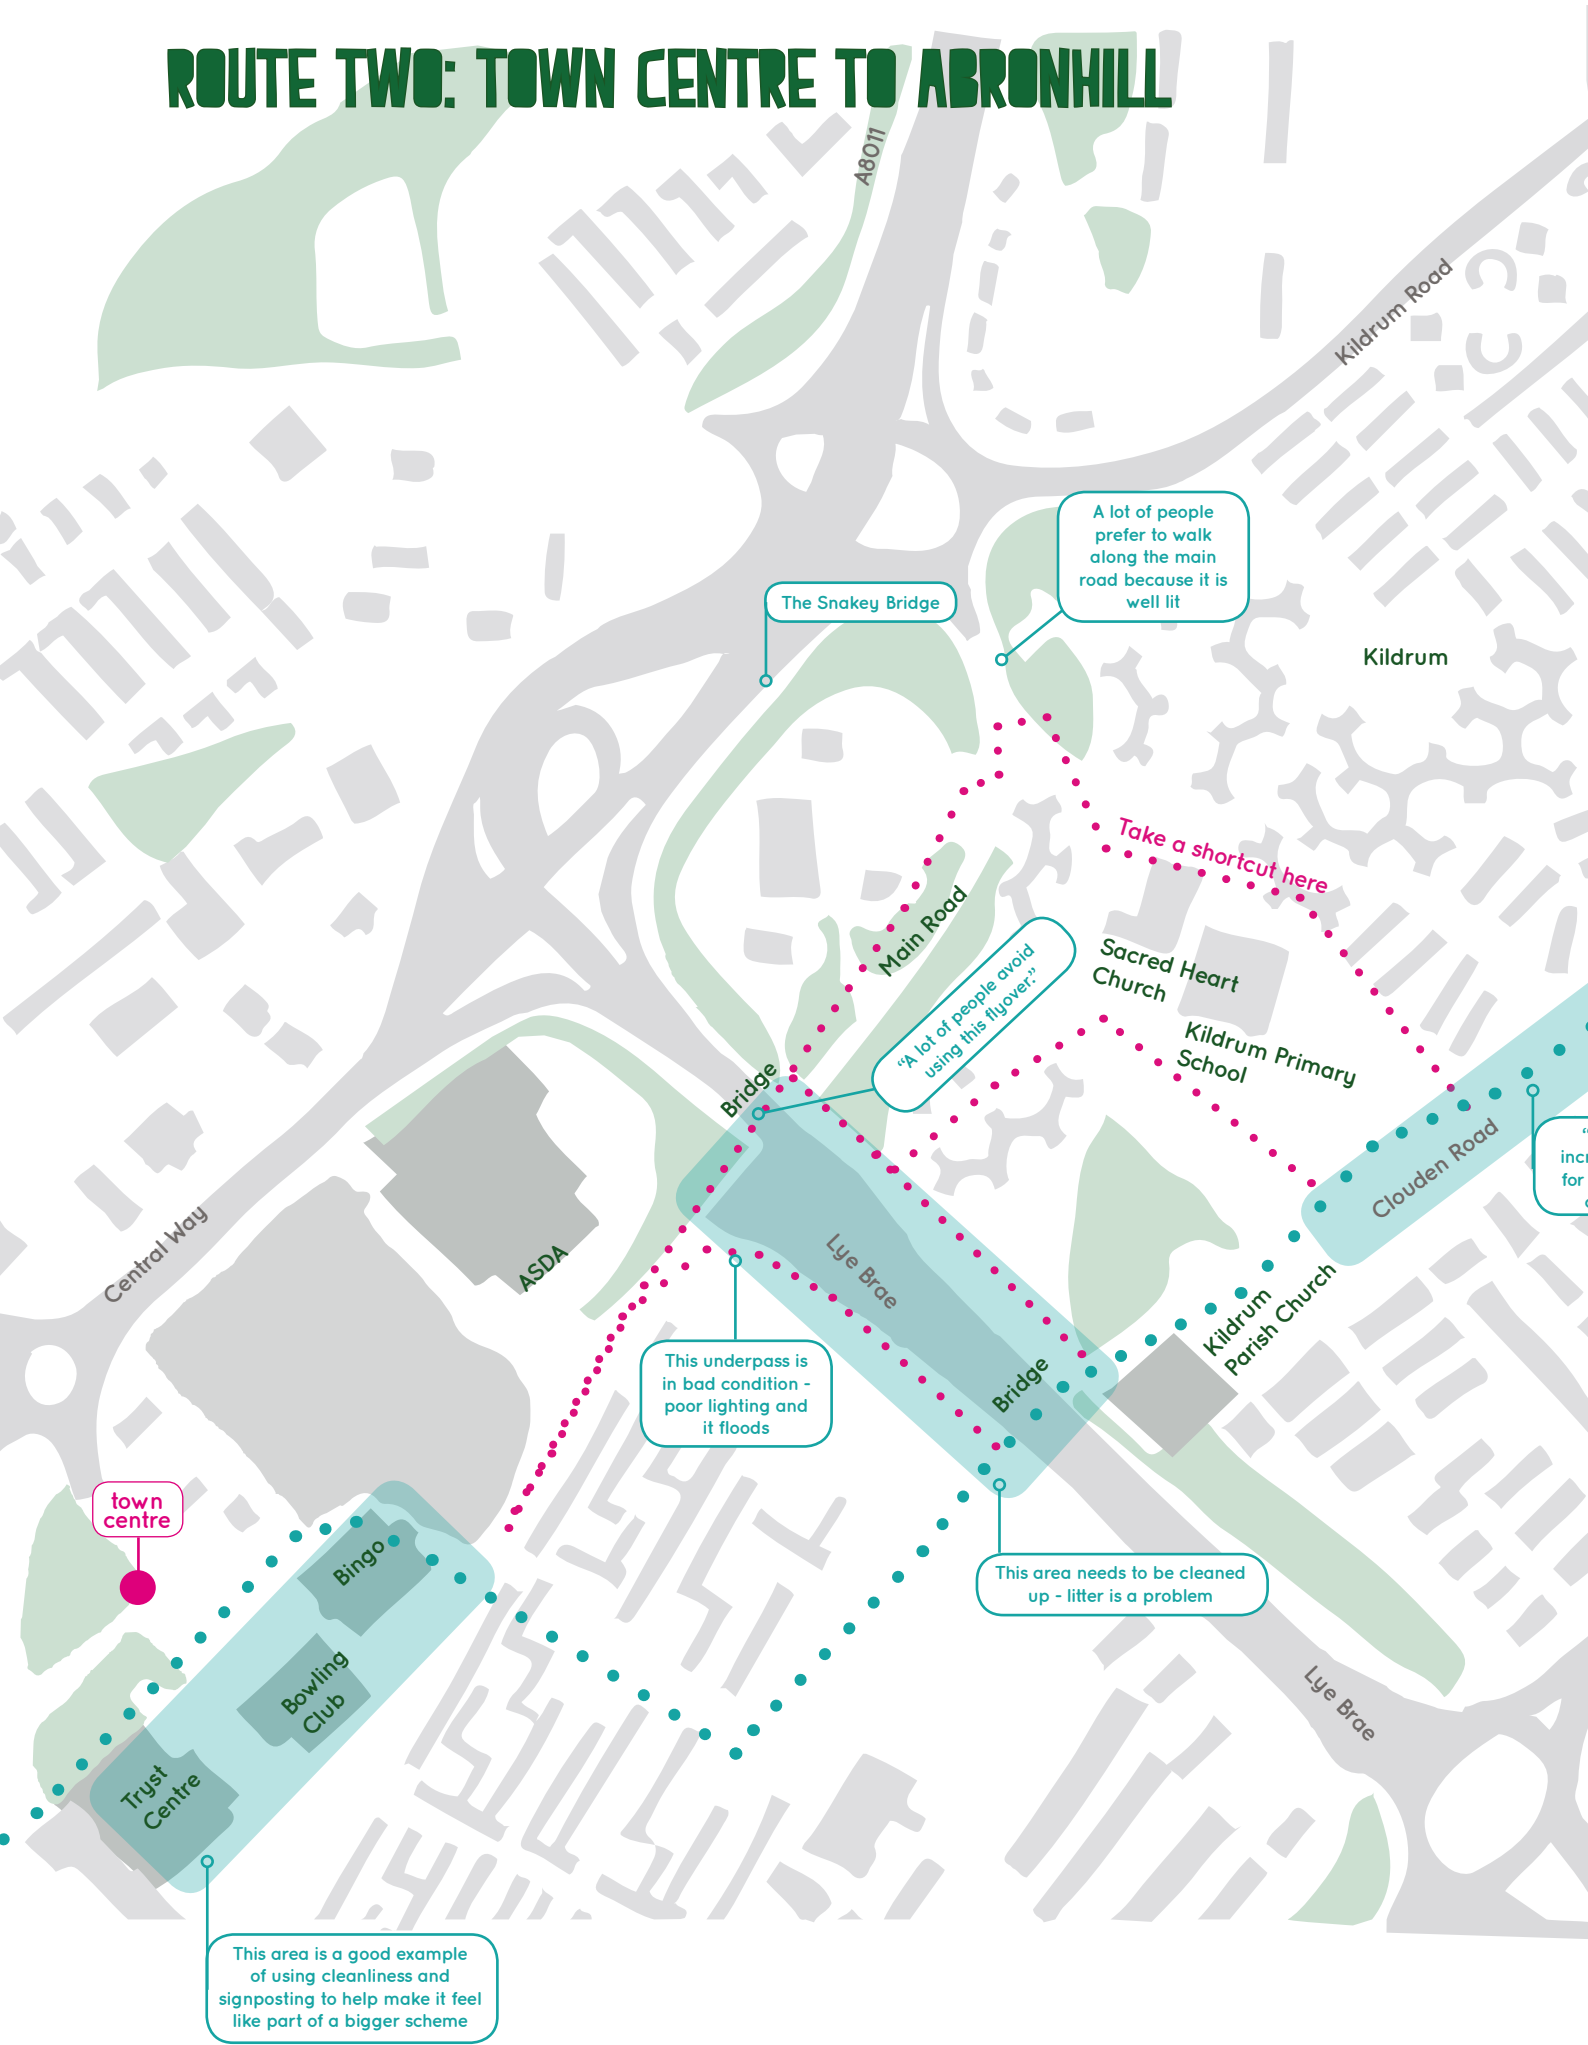 ROUTE TWO: TOWN CENTRE TO ABRONHILL
A8011
Kildrum Road
A lot of people
prefer to walk
along the main
road because it is
well lit
The Snakey Bridge
Kildrum
Take a shortcut here
Main Road
"A lot of people avoid
using this flyover."
Sacred Heart
Church
Kildrum Primary
School
Bridge
Clouden Road
"
incr
for
Central Way
ASDA
Lye Brae
Kildrum
Parish Church
This underpass is
in bad condition -
poor lighting and
it floods
Bridge
town
centre
Bingo
This area needs to be cleaned
up - litter is a problem
Bowling
Club
Lye Brae
Tryst
Centre
This area is a good example
of using cleanliness and
signposting to help make it feel
like part of a bigger scheme